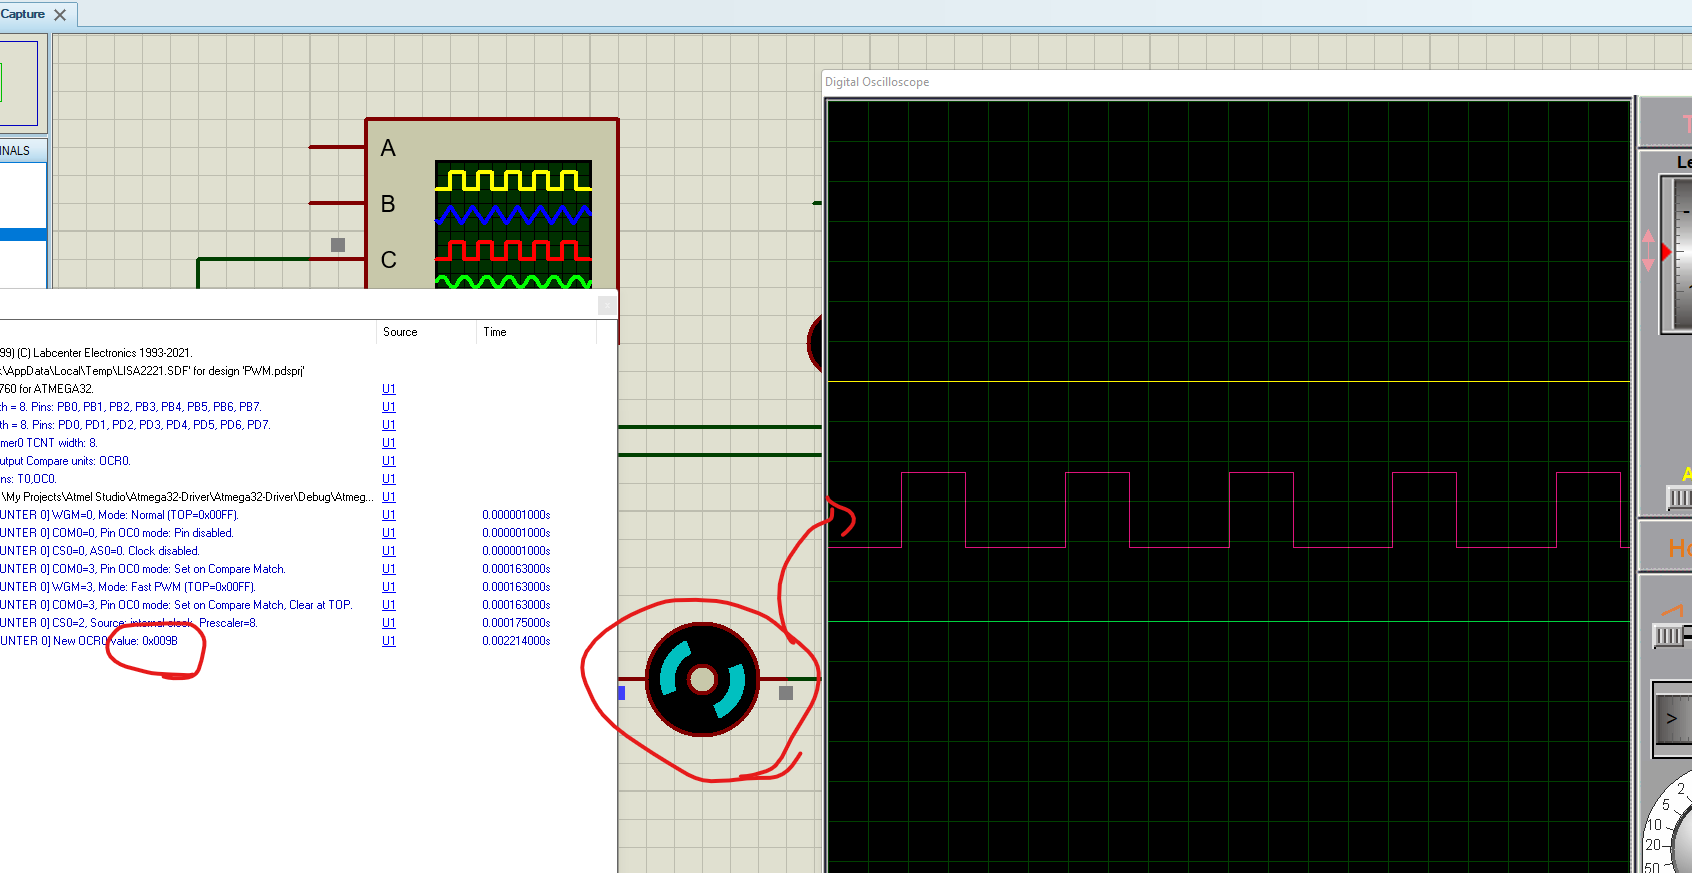 Capture
Digital Oscilloscope
NALS
A
B
C
Source Time
99) (C) Labcenter Electronics 1993-2021.
\AppData\Local\Temp\LISA2221.SDF' for design 'PWM.pdsprj'
760 for ATMEGA32. U1
th = 8. Pins: PB0, PB1, PB2, PB3, PB4, PB5, PB6, PB7. U1
th = 8. Pins: PD0, PD1, PD2, PD3, PD4, PD5, PD6, PD7. U1
mer0 TCNT width: 8. U1
utput Compare units: OCR0. U1
ns: T0,OC0. U1
\My Projects\Atmel Studio\Atmega32-Driver\Atmega32-Driver\Debug\Atmeg... U1
UNTER 0] WGM=0, Mode: Normal (TOP=0x00FF). U1 0.000001000s
UNTER 0] COM0=0, Pin OC0 mode: Pin disabled. U1 0.000001000s
UNTER 0] CS0=0, AS0=0. Clock disabled. U1 0.000001000s
UNTER 0] COM0=3, Pin OC0 mode: Set on Compare Match. U1 0.000163000s
UNTER 0] WGM=3, Mode: Fast PWM (TOP=0x00FF). U1 0.000163000s
UNTER 0] COM0=3, Pin OC0 mode: Set on Compare Match, Clear at TOP. U1 0.000163000s
UNTER 0] CS0=2, Source: internal clock, Prescaler=8. U1 0.000175000s
UNTER 0] New OCR0 value: 0x009B U1 0.002214000s
Le
A
Ho
>
2
5
10
20
50